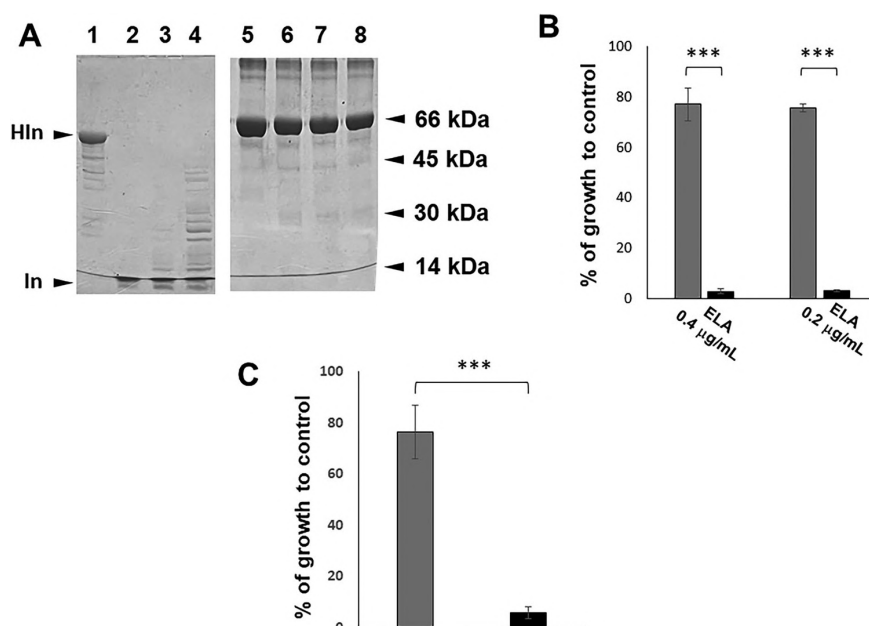 A
1 2 3 4 5 6 7 8
HIn
In
66 kDa
45 kDa
30 kDa
14 kDa
B
% of growth to control
100
80
60
40
20
0
*** ***
ELA
0.4 µg/mL
ELA
0.2 µg/mL
C
% of growth to control
100
80
60
40
20
0
***